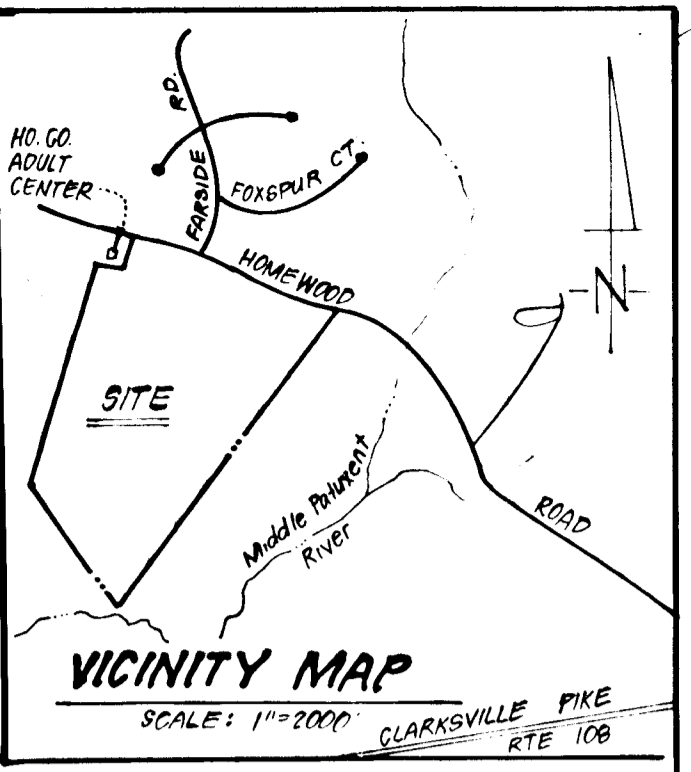 HO. CO.
ADULT
CENTER
FARSIDE RD.
FOXSPUR CT.
HOMEWOOD
ROAD
N
SITE
Middle Patuxent
River
VICINITY MAP
SCALE: 1"=2000'
CLARKSVILLE PIKE
RTE 108